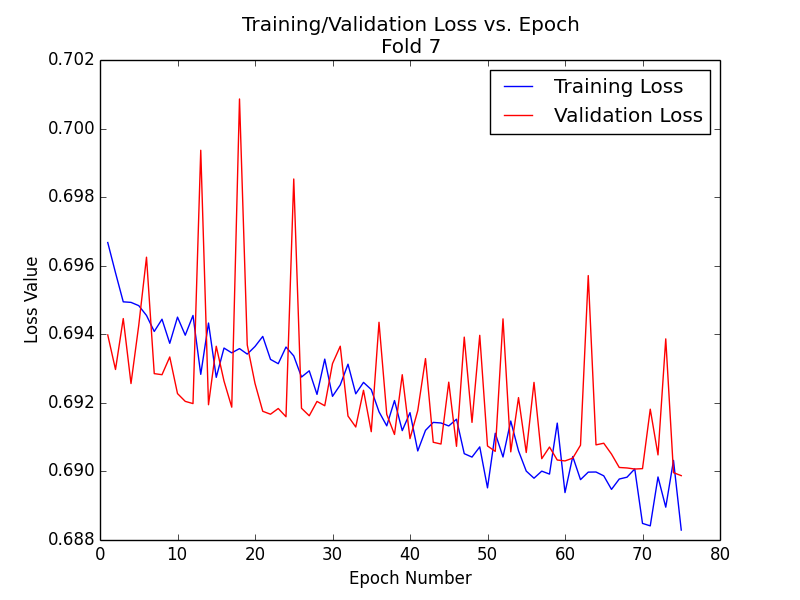 Training/Validation Loss vs. Epoch
Fold 7
Training Loss
Validation Loss
Loss Value
0.702
0.700
0.698
0.696
0.694
0.692
0.690
0.688
0 10 20 30 40 50 60 70 80
Epoch Number